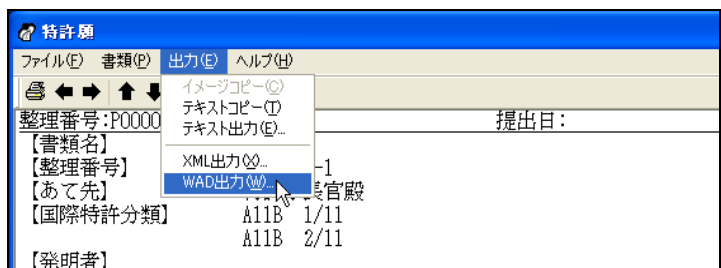 特許願
ファイル(F) 書類(P) 出力(E) ヘルプ(H)
イメージコピー(C)
テキストコピー(T)
テキスト出力(E)...
XML出力(X)...
WAD出力(W)...
整理番号:P0000 提出日:
【書類名】
【整理番号】 -1
【あて先】 長官殿
【国際特許分類】 A11B 1/11
A11B 2/11
【発明者】